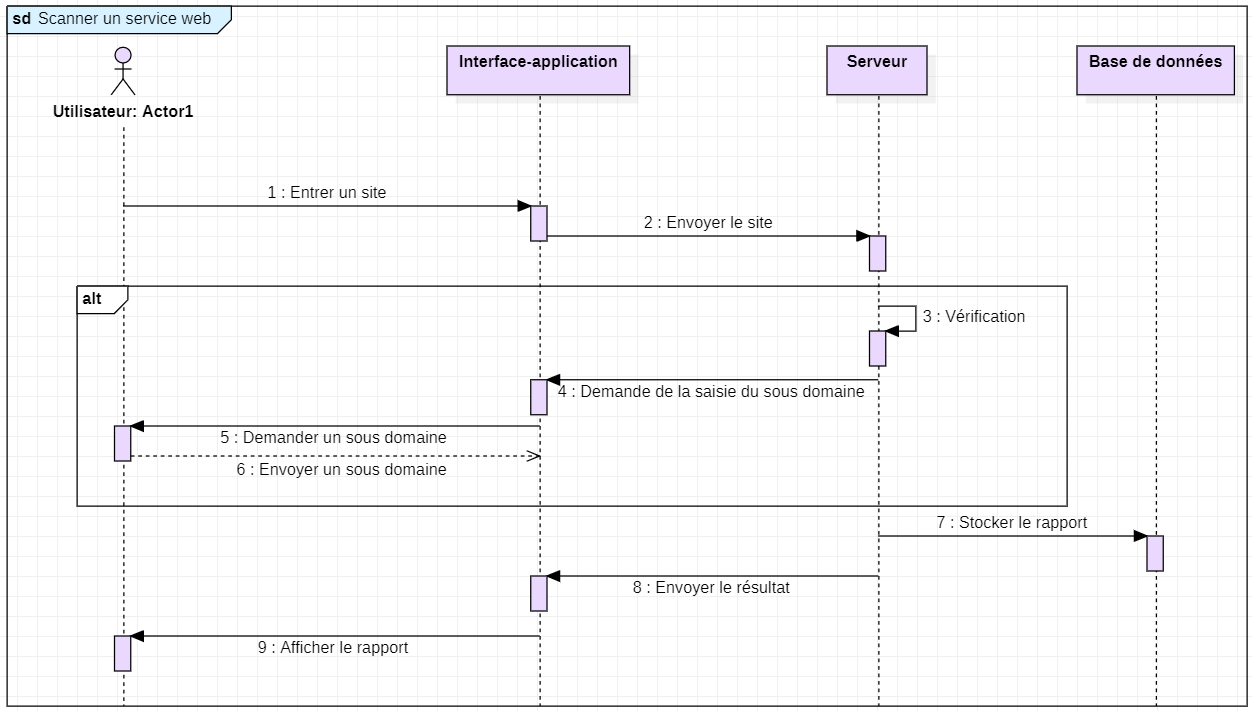 sd Scanner un service web
Interface-application
Serveur
Base de données
Utilisateur: Actor1
1 : Entrer un site
2 : Envoyer le site
alt
3 : Vérification
4 : Demande de la saisie du sous domaine
5 : Demander un sous domaine
6 : Envoyer un sous domaine
7 : Stocker le rapport
8 : Envoyer le résultat
9 : Afficher le rapport